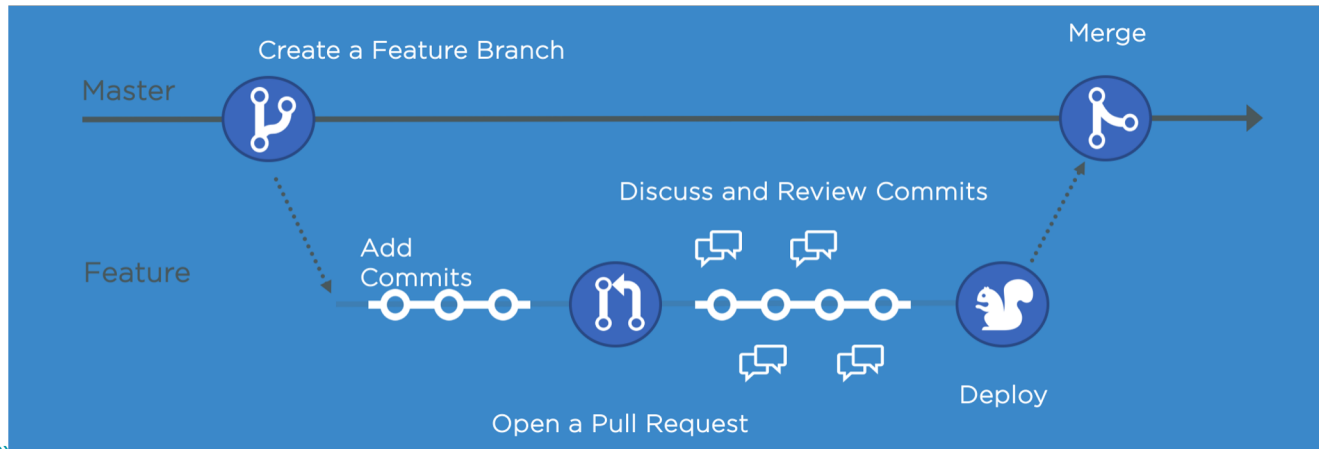 Create a Feature Branch
Merge
Master
Discuss and Review Commits
Add
Commits
Feature
Deploy
Open a Pull Request